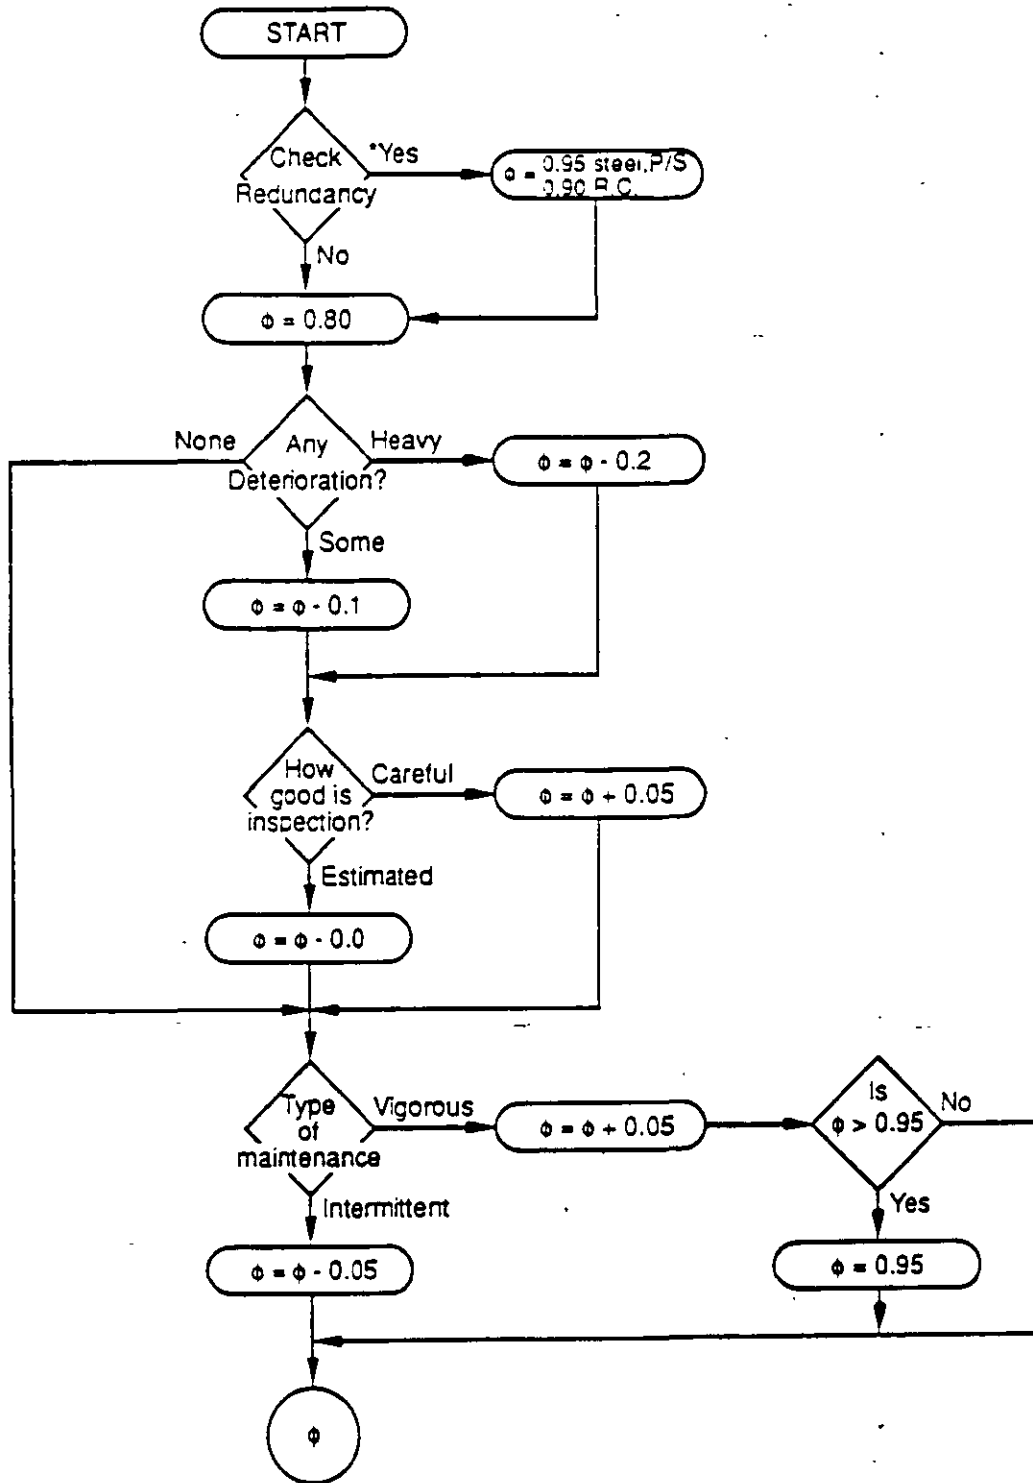 START
Check
Redundancy
*Yes
ϕ = 0.95 steel,P/S
0.90 R.C.
No
ϕ = 0.80
None
Any
Deterioration?
Heavy
ϕ = ϕ - 0.2
Some
ϕ = ϕ - 0.1
How
good is
inspection?
Careful
ϕ = ϕ + 0.05
Estimated
ϕ = ϕ - 0.0
Type
of
maintenance
Vigorous
ϕ = ϕ + 0.05
Is
ϕ > 0.95
No
Intermittent
Yes
ϕ = ϕ - 0.05
ϕ = 0.95
ϕ